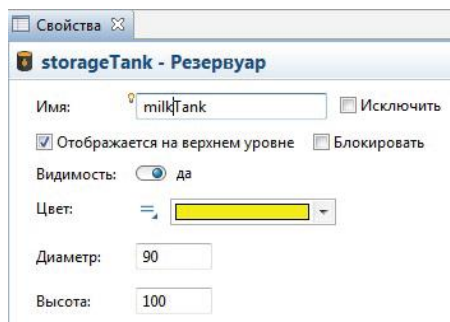 Свойства
storageTank - Резервуар
Имя: milkTank Исключить
Отображается на верхнем уровне Блокировать
Видимость: да
Цвет:
Диаметр: 90
Высота: 100